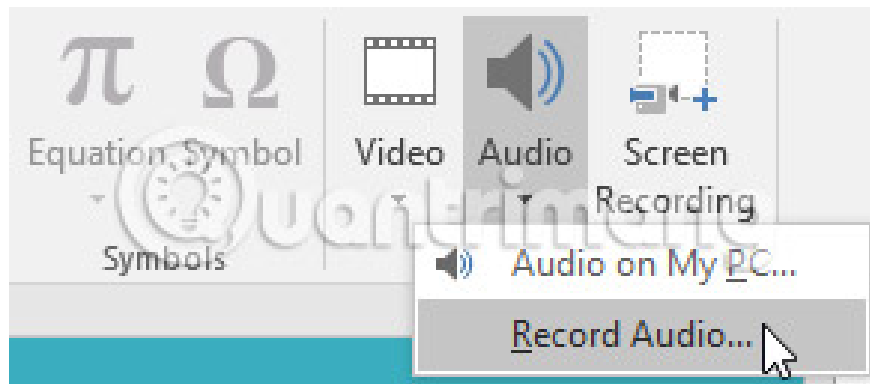 π Ω
Equation Symbol Video Audio Screen
Recording
Symbols
Quantrimang
Audio on My PC...
Record Audio...